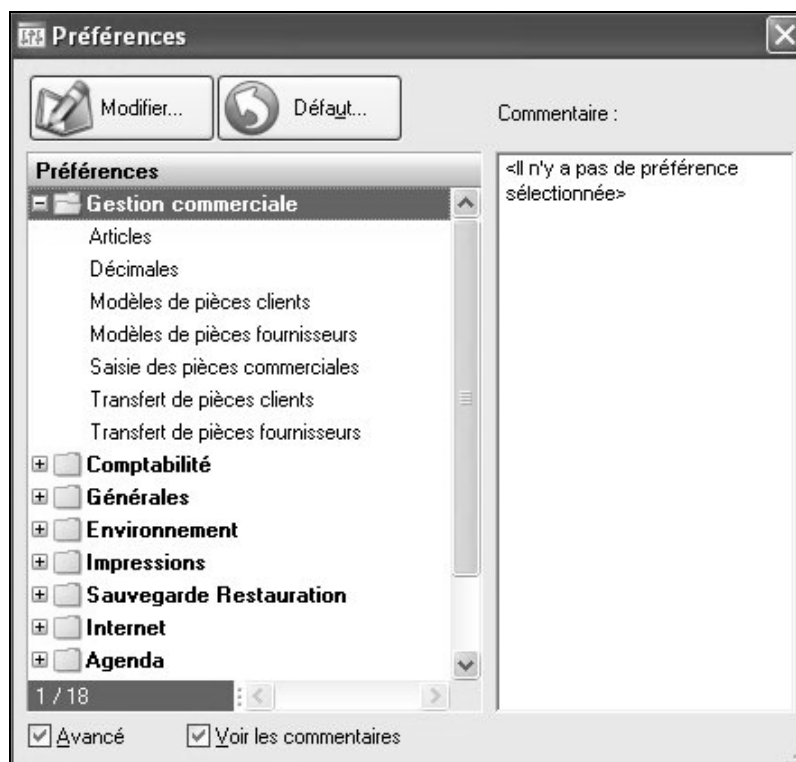 Préférences
Modifier...
Défaut...
Commentaire :
Préférences
Gestion commerciale
Articles
Décimales
Modèles de pièces clients
Modèles de pièces fournisseurs
Saisie des pièces commerciales
Transfert de pièces clients
Transfert de pièces fournisseurs
Comptabilité
Générales
Environnement
Impressions
Sauvegarde Restauration
Internet
Agenda
1 / 18
<Il n'y a pas de préférence
sélectionnée>
Avancé
Voir les commentaires